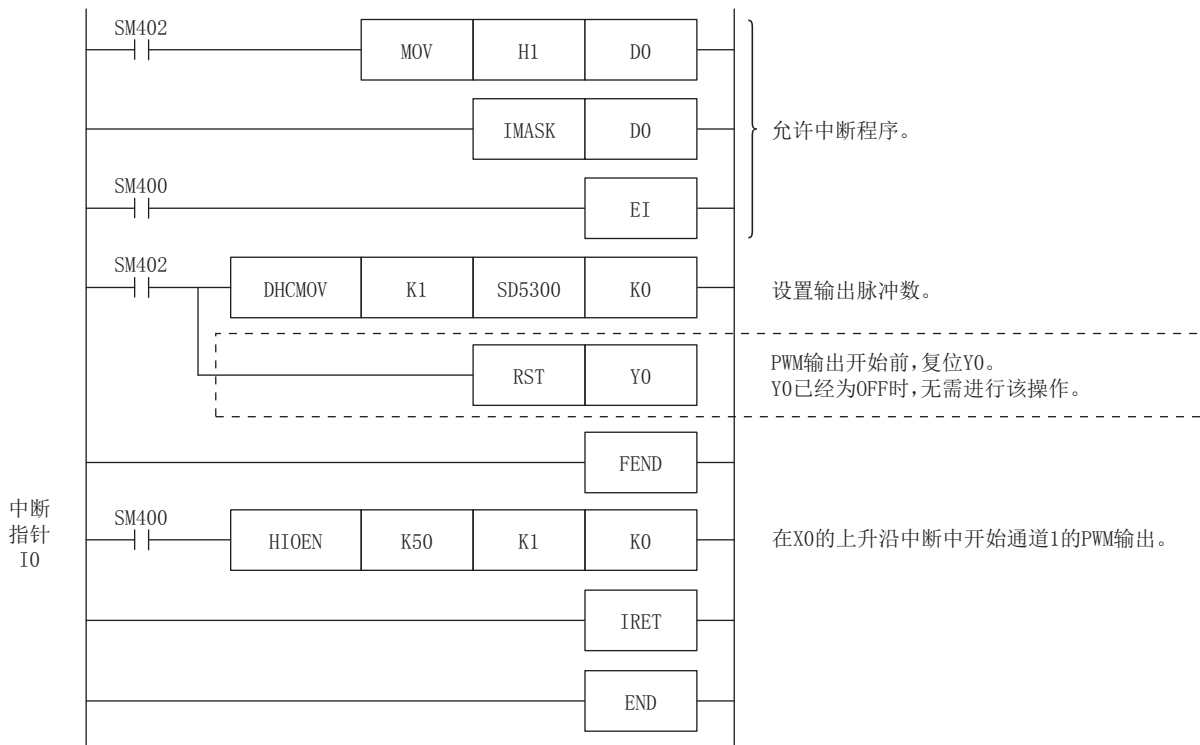 SM402
MOV H1 D0
IMASK D0
允许中断程序。
SM400
EI
SM402
DHCMOV K1 SD5300 K0
设置输出脉冲数。
RST Y0
PWM输出开始前,复位Y0。
Y0已经为OFF时,无需进行该操作。
FEND
中断
指针
I0
SM400
HIOEN K50 K1 K0
在X0的上升沿中断中开始通道1的PWM输出。
IRET
END